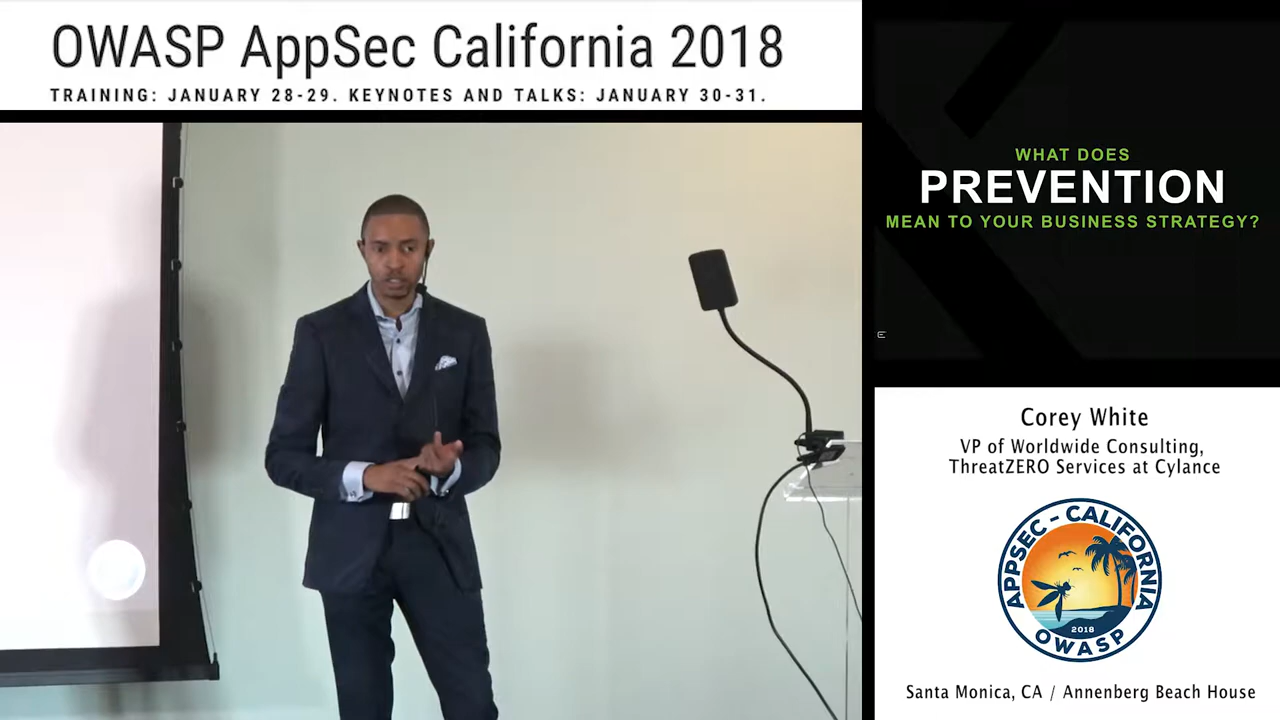 OWASP AppSec California 2018
TRAINING: JANUARY 28-29. KEYNOTES AND TALKS: JANUARY 30-31.
WHAT DOES
PREVENTION
MEAN TO YOUR BUSINESS STRATEGY?
Corey White
VP of Worldwide Consulting,
ThreatZERO Services at Cylance
APPSEC - CALIFORNIA
2018
OWASP
Santa Monica, CA / Annenberg Beach House